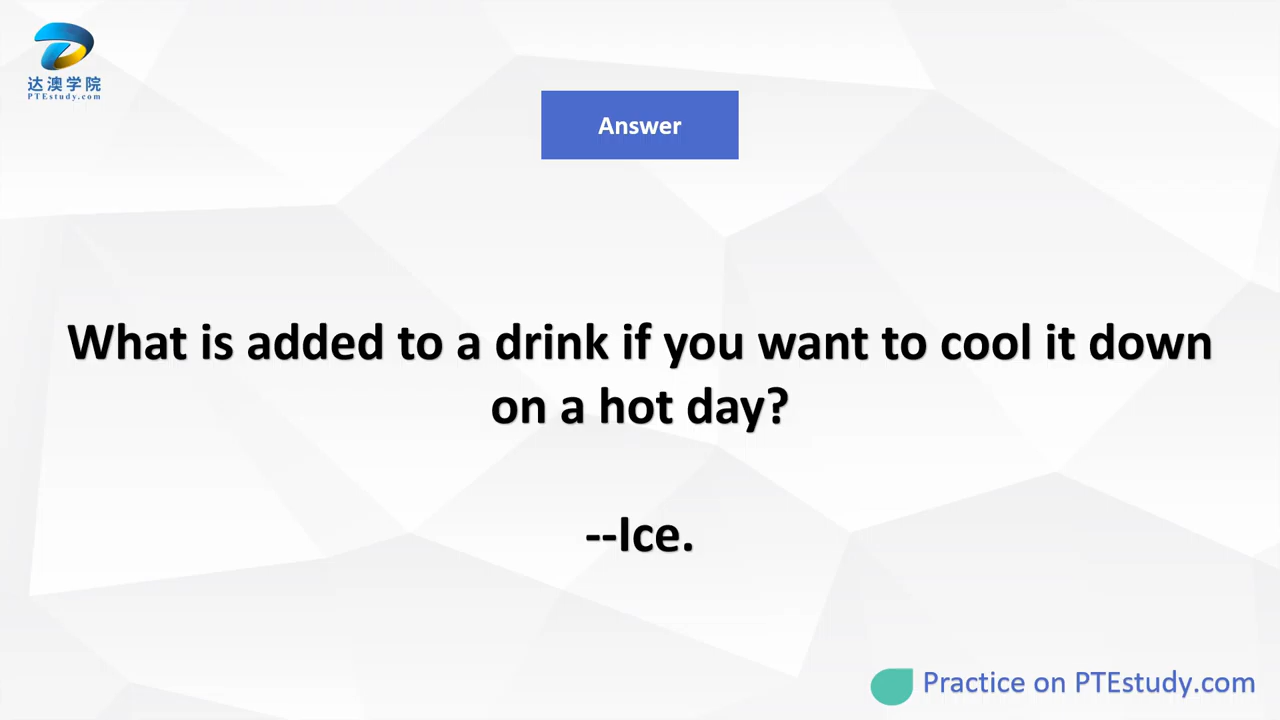 达澳学院
PTEstudy.com
Answer
What is added to a drink if you want to cool it down
on a hot day?
--Ice.
Practice on PTEstudy.com